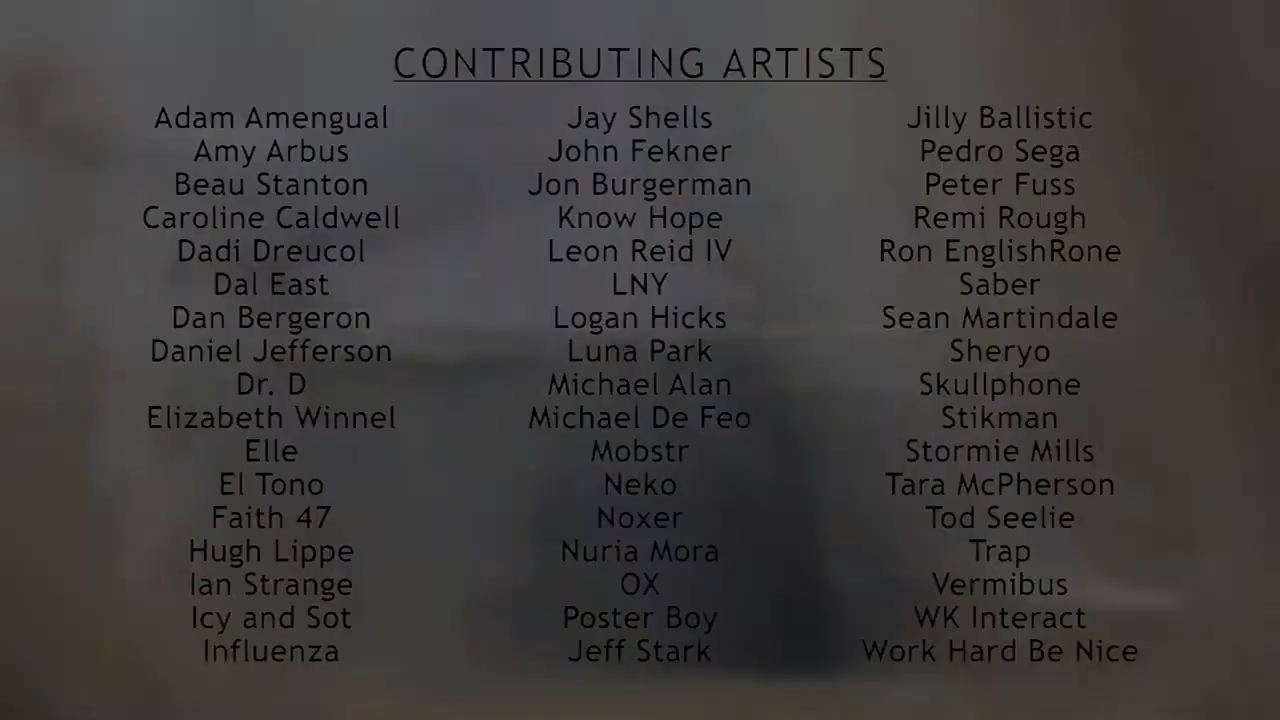 CONTRIBUTING ARTISTS
Adam Amengual
Amy Arbus
Beau Stanton
Caroline Caldwell
Dadi Dreucol
Dal East
Dan Bergeron
Daniel Jefferson
Dr. D
Elizabeth Winnel
Elle
El Tono
Faith 47
Hugh Lippe
Ian Strange
Icy and Sot
Influenza
Jay Shells
John Fekner
Jon Burgerman
Know Hope
Leon Reid IV
LNY
Logan Hicks
Luna Park
Michael Alan
Michael De Feo
Mobstr
Neko
Noxer
Nuria Mora
OX
Poster Boy
Jeff Stark
Jilly Ballistic
Pedro Sega
Peter Fuss
Remi Rough
Ron EnglishRone
Saber
Sean Martindale
Sheryo
Skullphone
Stikman
Stormie Mills
Tara McPherson
Tod Seelie
Trap
Vermibus
WK Interact
Work Hard Be Nice